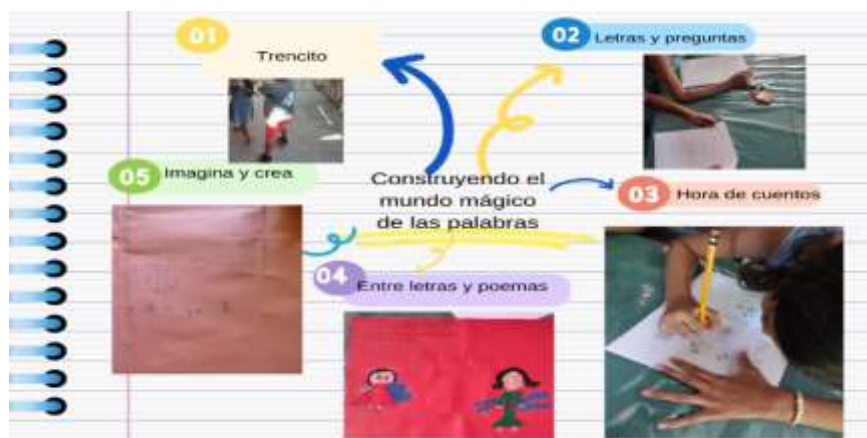 01
Trencito
02
Letras y preguntas
05
Imagina y crea
Construyendo el
mundo mágico
de las palabras
03
Hora de cuentos
04
Entre letras y poemas